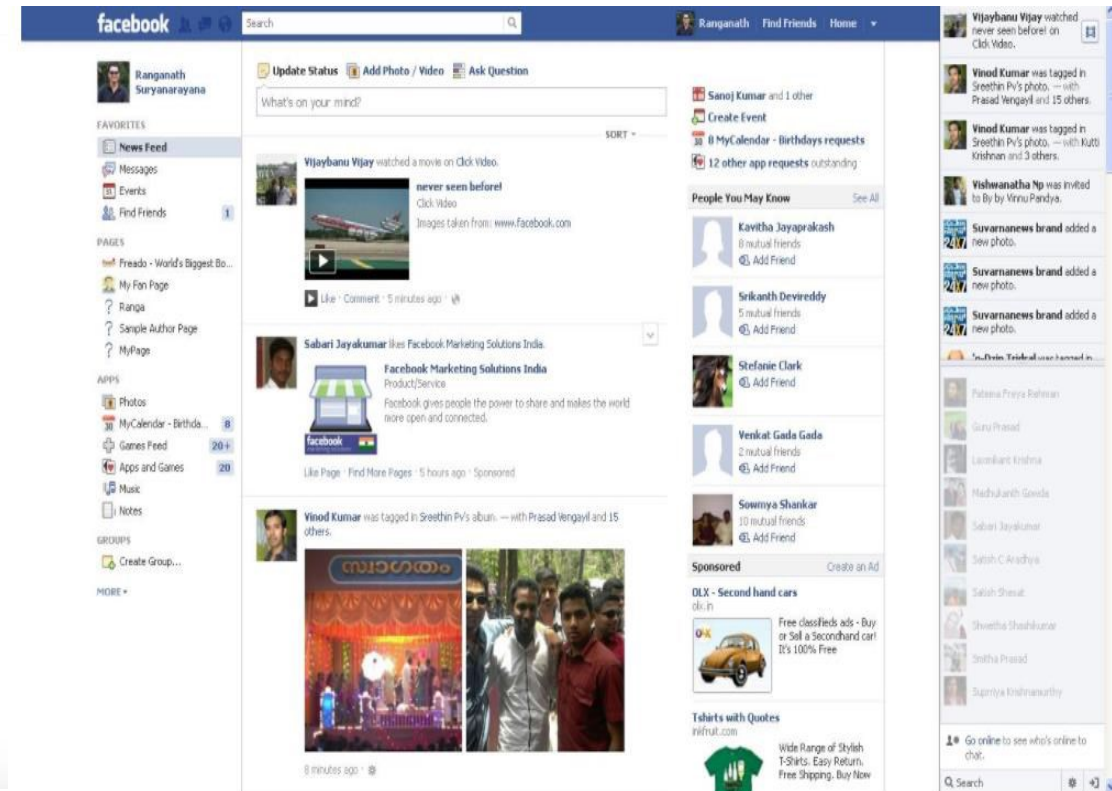 facebook
Search
Ranganath Find Friends Home
Ranganath
Suryanarayana
FAVORITES
News Feed
Messages
Events
Find Friends 1
PAGES
Freado - World's Biggest Bo...
My Fan Page
Ranga
Sample Author Page
MyPage
APPS
Photos
MyCalendar - Birthda... 8
Games Feed 20+
Apps and Games 20
Music
Notes
GROUPS
Create Group...
MORE
Update Status Add Photo / Video Ask Question
What's on your mind?
SORT
Vijaybanu Vijay watched a movie on Click Video.
never seen before!
Click Video
Images taken from: www.facebook.com
Like · Comment · 5 minutes ago ·
Sabari Jayakumar likes Facebook Marketing Solutions India.
Facebook Marketing Solutions India
Product/Service
Facebook gives people the power to share and makes the world
more open and connected.
facebook
Like Page · Find More Pages · 5 hours ago · Sponsored
Vinod Kumar was tagged in Sreethin Pv's album. — with Prasad Vengayil and 15
others.
സ്വാഗതം
8 minutes ago ·
Sanoj Kumar and 1 other
Create Event
8 MyCalendar - Birthdays requests
12 other app requests outstanding
People You May Know See All
Kavitha Jayaprakash
8 mutual friends
Add Friend
Srikanth Devireddy
5 mutual friends
Add Friend
Stefanie Clark
Add Friend
Venkat Gada Gada
2 mutual friends
Add Friend
Sowmya Shankar
10 mutual friends
Add Friend
Sponsored Create an Ad
OLX - Second hand cars
olx.in
Free classifieds ads - Buy
or Sell a Secondhand car!
It's 100% Free
Tshirts with Quotes
inkfruit.com
Wide Range of Stylish
T-Shirts. Easy Return.
Free Shipping. Buy Now
Vijaybanu Vijay watched
never seen before! on
Click Video.
Vinod Kumar was tagged in
Sreethin Pv's photo. — with
Prasad Vengayil and 15 others.
Vinod Kumar was tagged in
Sreethin Pv's photo. — with Kutti
Krishnan and 3 others.
Vishwanatha Np was invited
to By by Vinnu Pandya.
Suvarnanews brand added a
new photo.
Suvarnanews brand added a
new photo.
Suvarnanews brand added a
new photo.
was tagged in
Guru Prasad
Laxmikant Krishna
Madhukanth Gowda
Sabari Jayakumar
Satish C Aradhya
Satish Shenat
Shwetha Shashikumar
Smitha Prasad
Supriya Krishnamurthy
Go online to see who's online to
chat.
Search